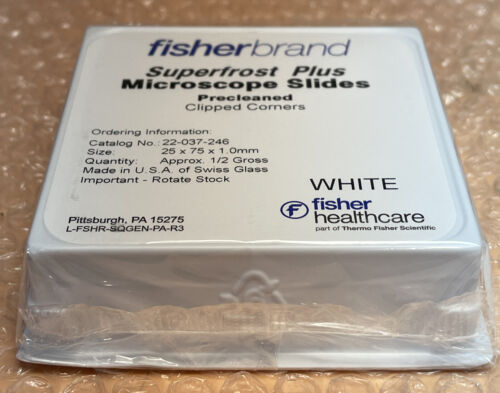 fisherbrand
Superfrost Plus
Microscope Slides
Precleaned
Clipped Corners
Ordering Information:
Catalog No.: 22-037-246
Size: 25 x 75 x 1.0mm
Quantity: Approx. 1/2 Gross
Made in U.S.A. of Swiss Glass
Important - Rotate Stock
WHITE
f fisher
healthcare
part of Thermo Fisher Scientific
Pittsburgh, PA 15275
L-FSHR-SQGEN-PA-R3